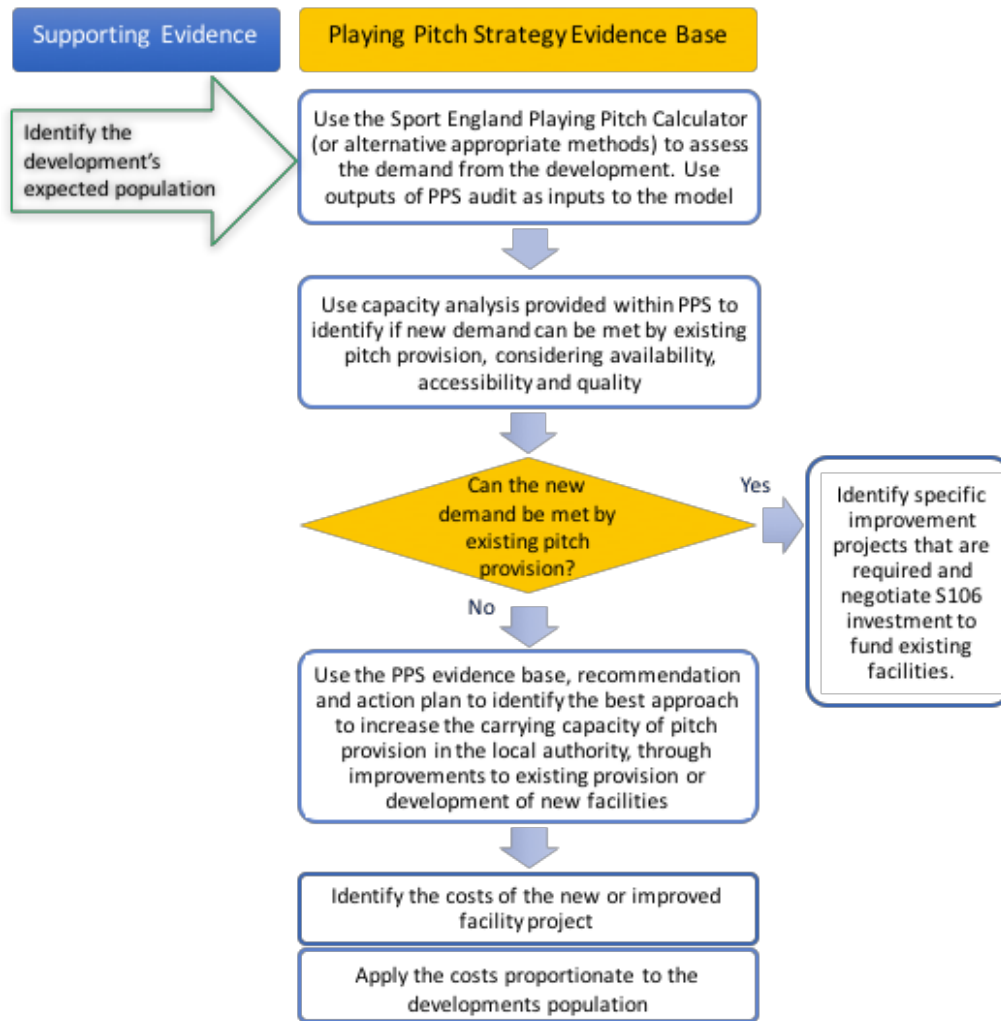 Supporting Evidence
Playing Pitch Strategy Evidence Base
Identify the
development's
expected population
Use the Sport England Playing Pitch Calculator
(or alternative appropriate methods) to assess
the demand from the development. Use
outputs of PPS audit as inputs to the model
Use capacity analysis provided within PPS to
identify if new demand can be met by existing
pitch provision, considering availability,
accessibility and quality
Can the new
demand be met by
existing pitch
provision?
Yes
Identify specific
improvement
projects that are
required and
negotiate S106
investment to
fund existing
facilities.
No
Use the PPS evidence base, recommendation
and action plan to identify the best approach
to increase the carrying capacity of pitch
provision in the local authority, through
improvements to existing provision or
development of new facilities
Identify the costs of the new or improved
facility project
Apply the costs proportionate to the
developments population